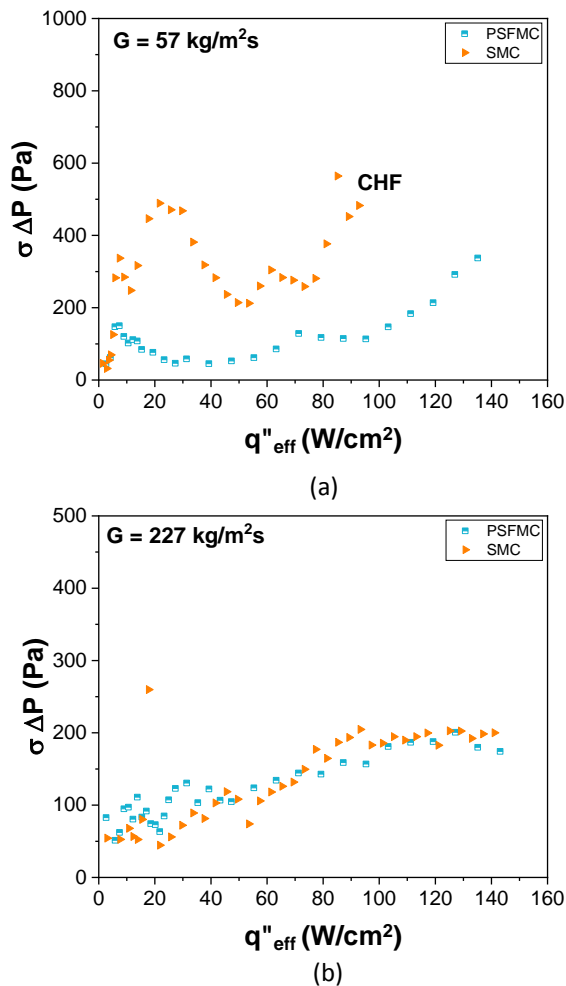 G = 57 kg/m²s
PSFMC
SMC
CHF
1000
800
600
400
200
0
σ ΔP (Pa)
0 20 40 60 80 100 120 140 160
q"eff (W/cm²)
(a)
G = 227 kg/m²s
PSFMC
SMC
500
400
300
200
100
0
σ ΔP (Pa)
0 20 40 60 80 100 120 140 160
q"eff (W/cm²)
(b)